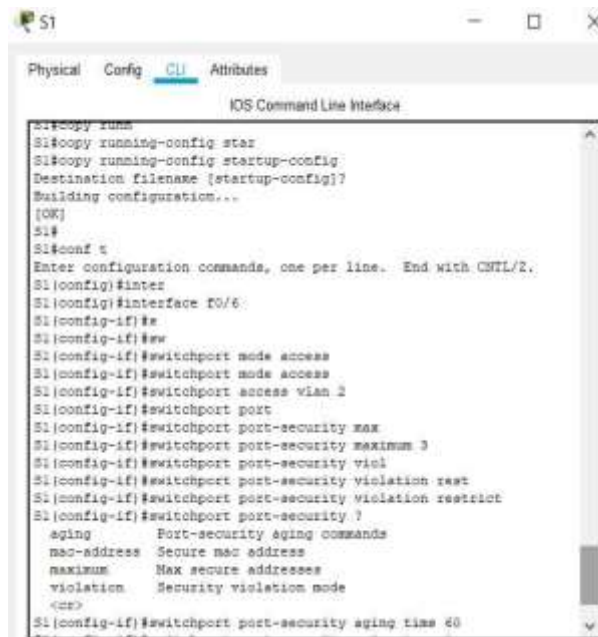 S1
Physical Config CLI Attributes
IOS Command Line Interface
S1#copy runn
S1#copy running-config star
S1#copy running-config startup-config
Destination filename [startup-config]?
Building configuration...
[OK]
S1#
S1#conf t
Enter configuration commands, one per line. End with CNTL/Z.
S1(config)#inter
S1(config)#interface f0/6
S1(config-if)#s
S1(config-if)#sw
S1(config-if)#switchport mode access
S1(config-if)#switchport mode access
S1(config-if)#switchport access vlan 2
S1(config-if)#switchport port
S1(config-if)#switchport port-security max
S1(config-if)#switchport port-security maximum 3
S1(config-if)#switchport port-security viol
S1(config-if)#switchport port-security violation rest
S1(config-if)#switchport port-security violation restrict
S1(config-if)#switchport port-security ?
aging Port-security aging commands
mac-address Secure mac address
maximum Max secure addresses
violation Security violation mode
<cr>
S1(config-if)#switchport port-security aging time 60